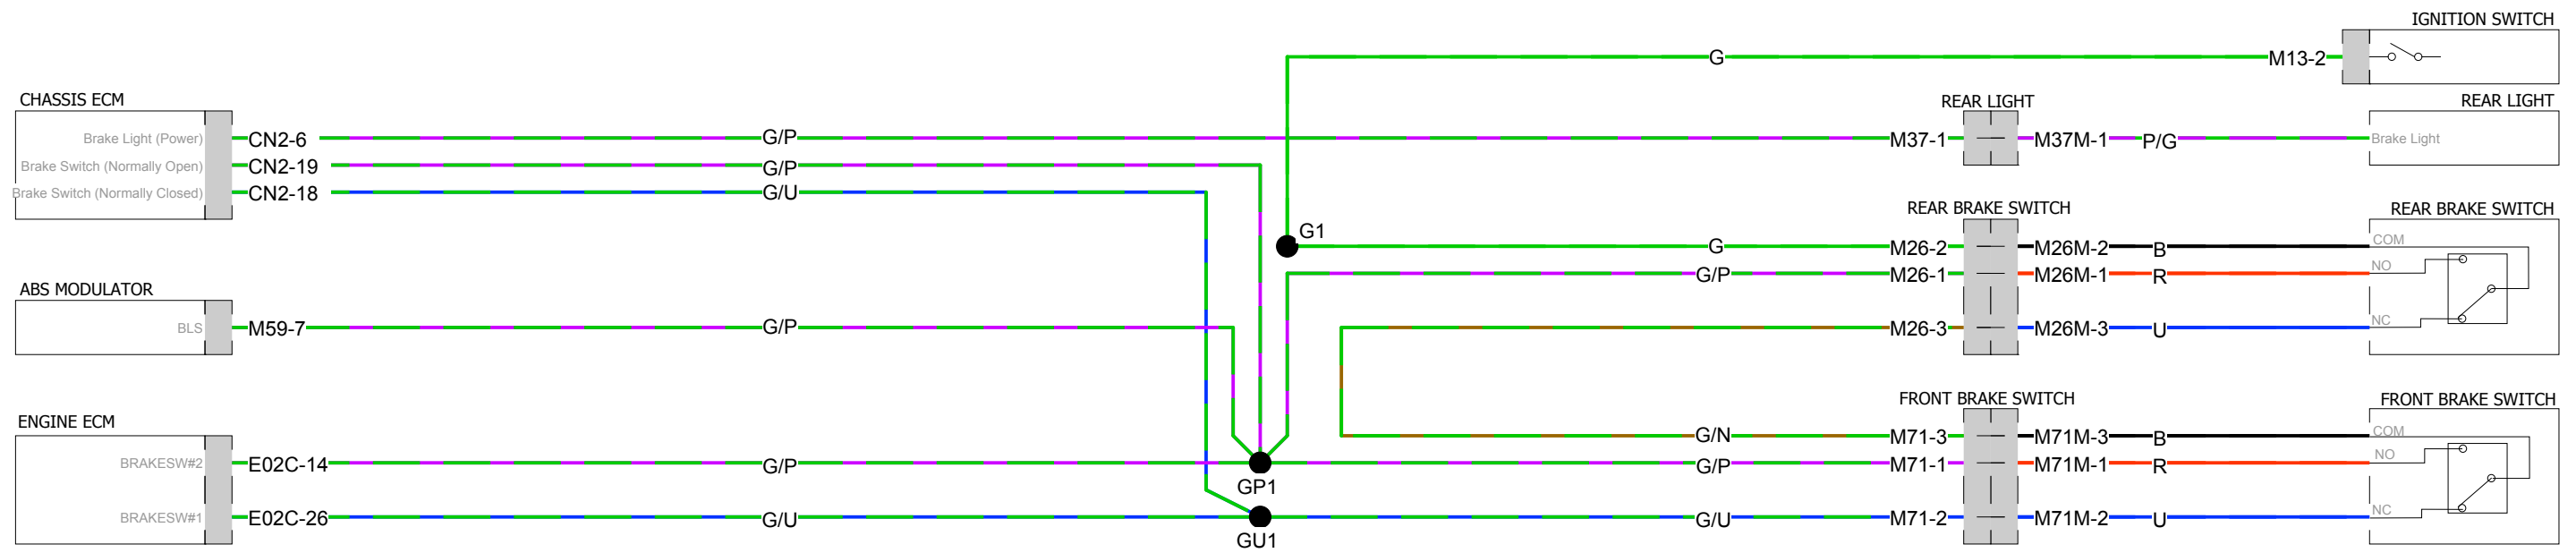 IGNITION SWITCH
G
M13-2
CHASSIS ECM
REAR LIGHT
REAR LIGHT
Brake Light (Power)
CN2-6
G/P
M37-1
M37M-1
P/G
Brake Light
Brake Switch (Normally Open)
CN2-19
G/P
Brake Switch (Normally Closed)
CN2-18
G/U
REAR BRAKE SWITCH
REAR BRAKE SWITCH
G1
G
M26-2
M26M-2
B
COM
G/P
M26-1
M26M-1
R
NO
ABS MODULATOR
BLS
M59-7
G/P
M26-3
M26M-3
U
NC
FRONT BRAKE SWITCH
FRONT BRAKE SWITCH
ENGINE ECM
G/N
M71-3
M71M-3
B
COM
BRAKESW#2
E02C-14
G/P
GP1
G/P
M71-1
M71M-1
R
NO
BRAKESW#1
E02C-26
G/U
GU1
G/U
M71-2
M71M-2
U
NC